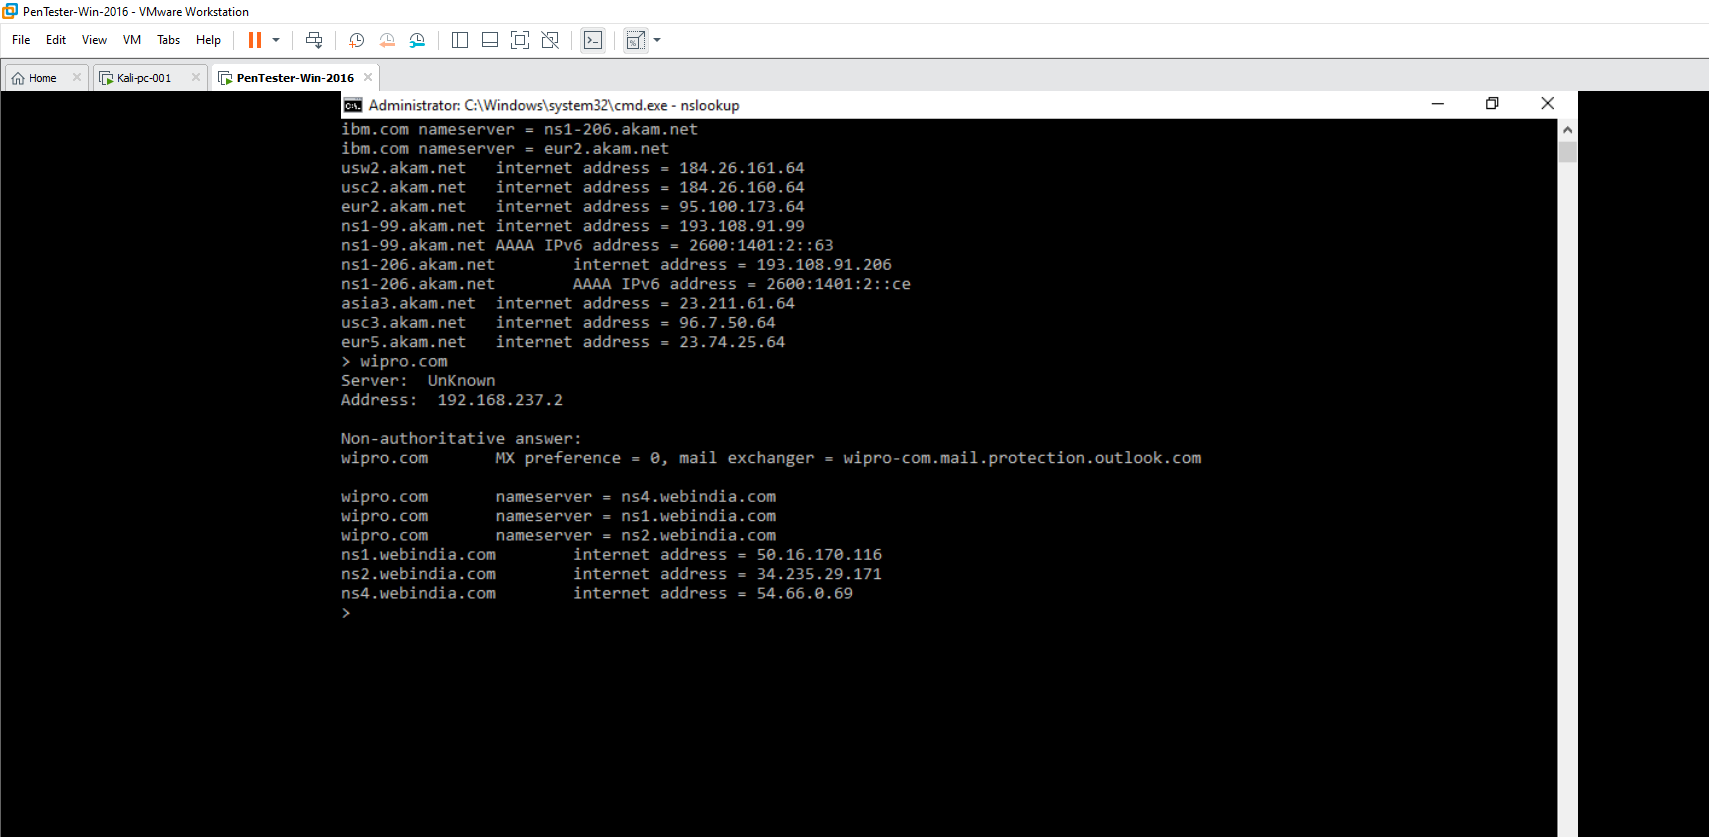 PenTester-Win-2016 - VMware Workstation
File Edit View VM Tabs Help
Home Kali-pc-001 PenTester-Win-2016
Administrator: C:\Windows\system32\cmd.exe - nslookup
ibm.com nameserver = ns1-206.akam.net
ibm.com nameserver = eur2.akam.net
usw2.akam.net internet address = 184.26.161.64
usc2.akam.net internet address = 184.26.160.64
eur2.akam.net internet address = 95.100.173.64
ns1-99.akam.net internet address = 193.108.91.99
ns1-99.akam.net AAAA IPv6 address = 2600:1401:2::63
ns1-206.akam.net internet address = 193.108.91.206
ns1-206.akam.net AAAA IPv6 address = 2600:1401:2::ce
asia3.akam.net internet address = 23.211.61.64
usc3.akam.net internet address = 96.7.50.64
eur5.akam.net internet address = 23.74.25.64
> wipro.com
Server: UnKnown
Address: 192.168.237.2
Non-authoritative answer:
wipro.com MX preference = 0, mail exchanger = wipro-com.mail.protection.outlook.com
wipro.com nameserver = ns4.webindia.com
wipro.com nameserver = ns1.webindia.com
wipro.com nameserver = ns2.webindia.com
ns1.webindia.com internet address = 50.16.170.116
ns2.webindia.com internet address = 34.235.29.171
ns4.webindia.com internet address = 54.66.0.69
>